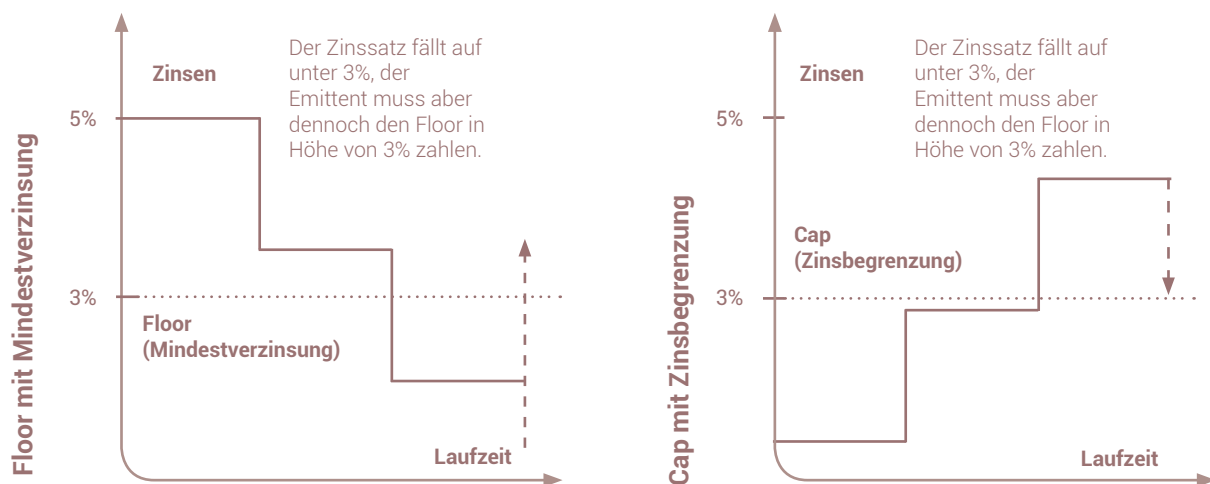 Floor mit Mindestverzinsung
Zinsen
Der Zinssatz fällt auf
unter 3%, der
Emittent muss aber
dennoch den Floor in
Höhe von 3% zahlen.
5%
3%
Floor
(Mindestverzinsung)
Laufzeit
Cap mit Zinsbegrenzung
Zinsen
Der Zinssatz fällt auf
unter 3%, der
Emittent muss aber
dennoch den Floor in
Höhe von 3% zahlen.
5%
Cap
(Zinsbegrenzung)
3%
Laufzeit